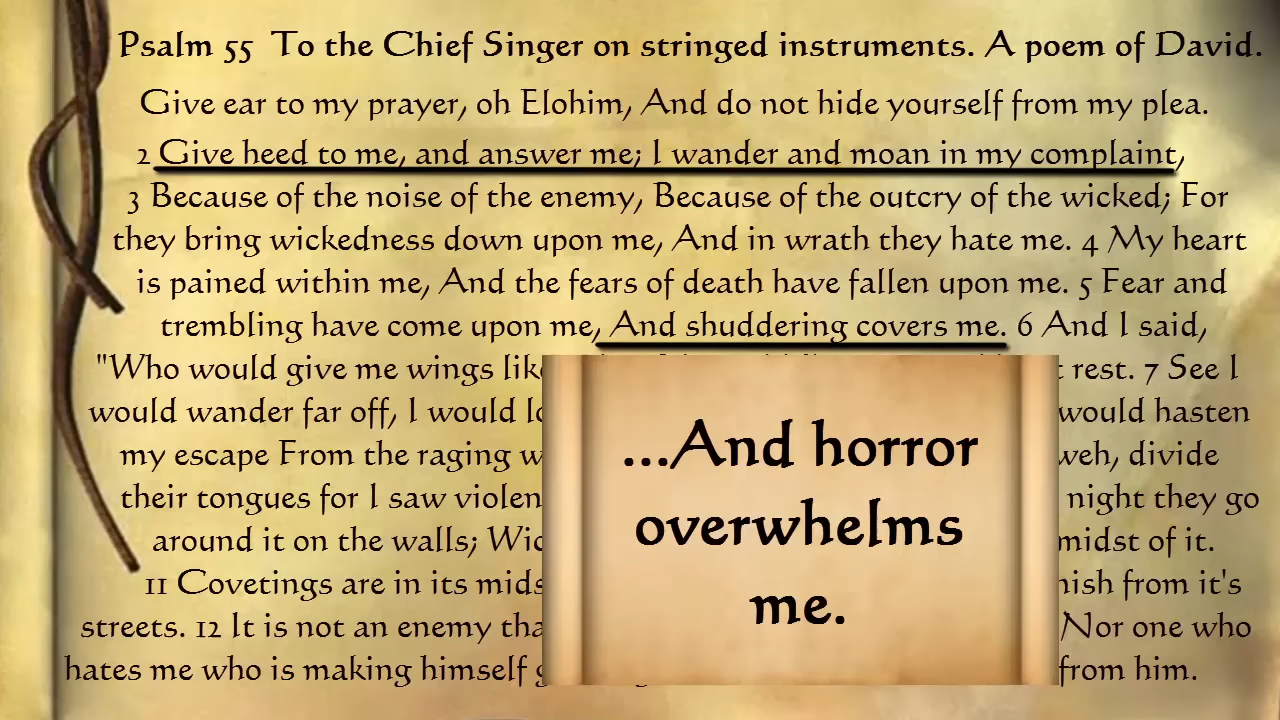 Psalm 55 To the Chief Singer on stringed instruments. A poem of David.
Give ear to my prayer, oh Elohim, And do not hide yourself from my plea.
2 Give heed to me, and answer me; I wander and moan in my complaint,
3 Because of the noise of the enemy, Because of the outcry of the wicked; For
they bring wickedness down upon me, And in wrath they hate me. 4 My heart
is pained within me, And the fears of death have fallen upon me. 5 Fear and
trembling have come upon me, And shuddering covers me. 6 And I said,
"Who would give me wings rest. 7 See I
would wander far off, I would would hasten
my escape From the raging divide
their tongues for I saw night they go
around it on the walls; midst of it.
11 Covetings are in its from it's
streets. 12 It is not an enemy Nor one who
hates me who is making himself from him.
...And horror
overwhelms
me.